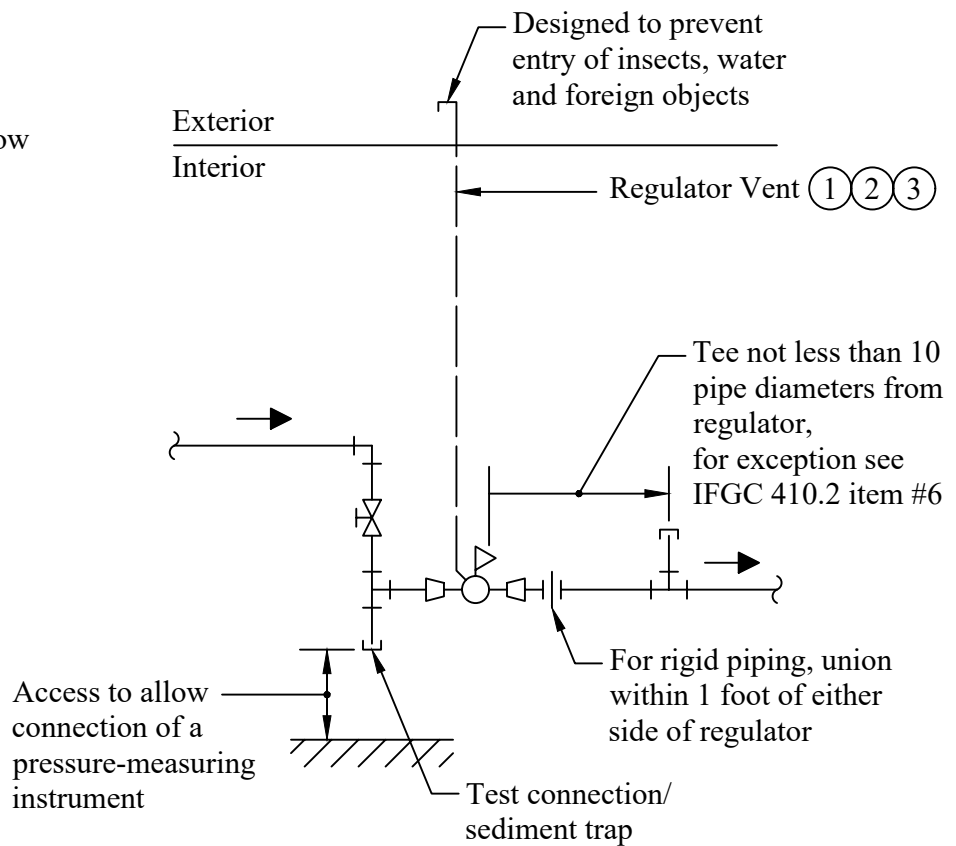 Designed to prevent
entry of insects, water
and foreign objects
ow
Exterior
Interior
Regulator Vent 1 2 3
Tee not less than 10
pipe diameters from
regulator,
for exception see
IFGC 410.2 item #6
For rigid piping, union
within 1 foot of either
side of regulator
Access to allow
connection of a
pressure-measuring
instrument
Test connection/
sediment trap